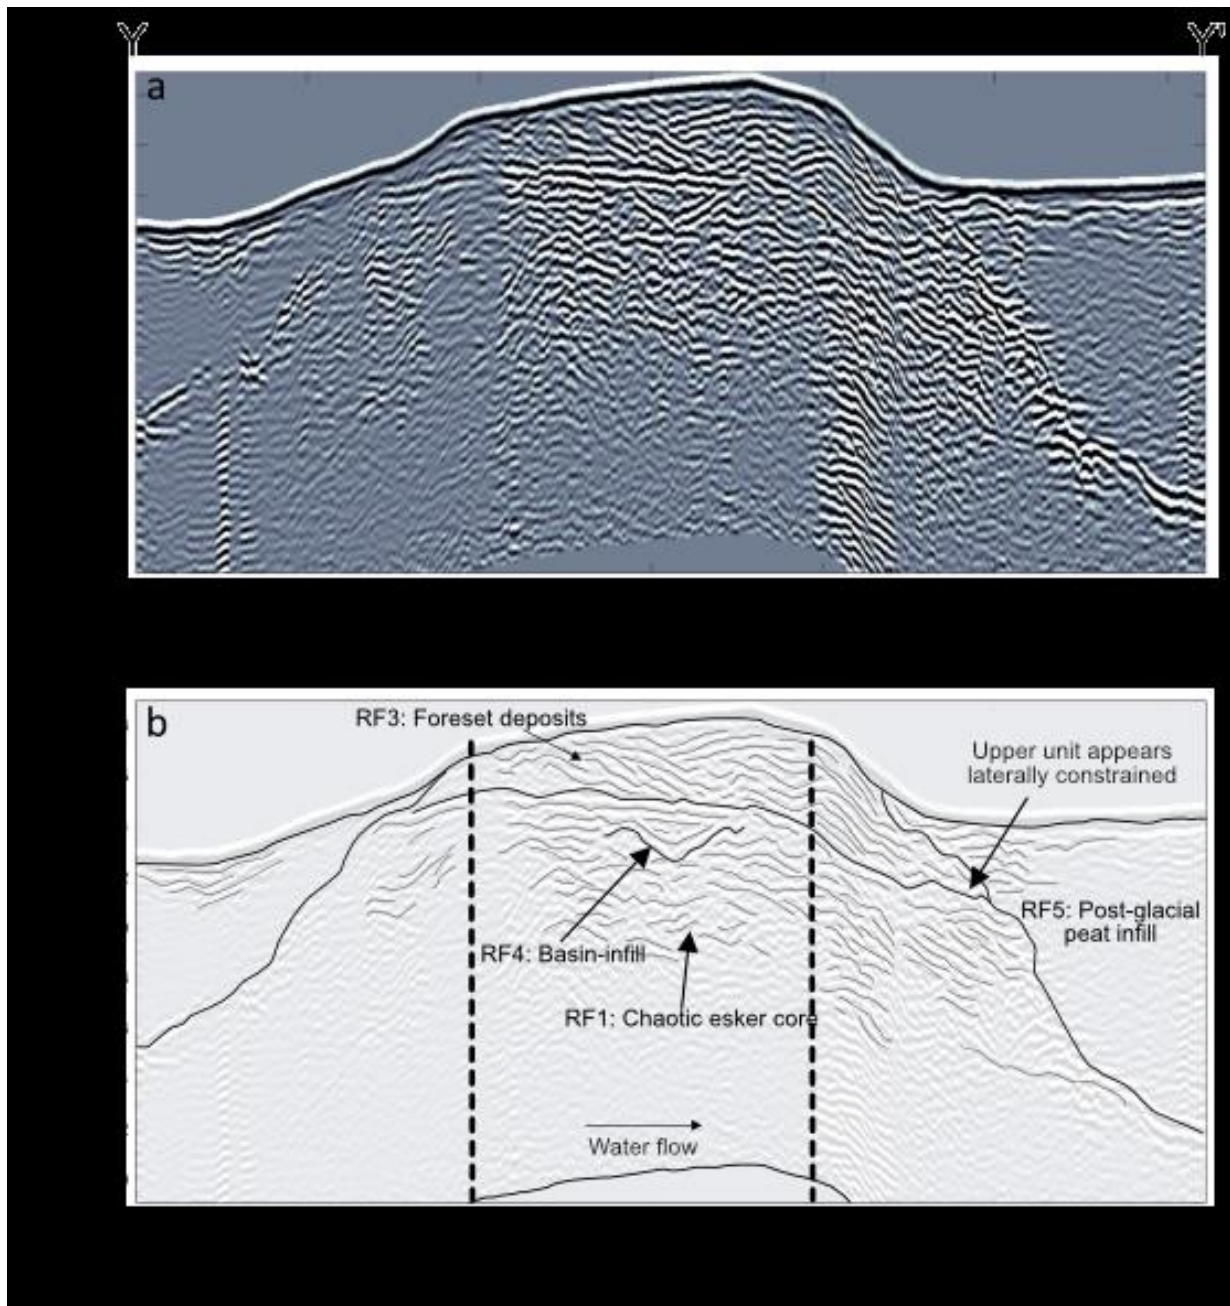 Y
Y'
a
b
RF3: Foreset deposits
Upper unit appears
laterally constrained
RF5: Post-glacial
peat infill
RF4: Basin-infill
RF1: Chaotic esker core
Water flow